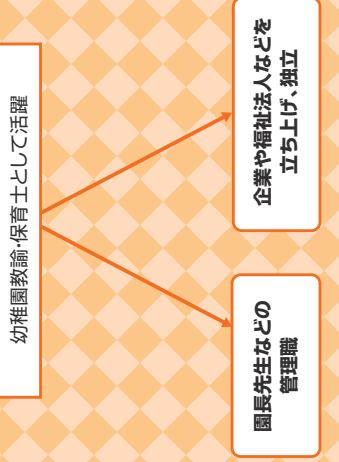 幼稚園教諭・保育士として活躍
園長先生などの
管理職
企業や福祉法人などを
立ち上げ、独立